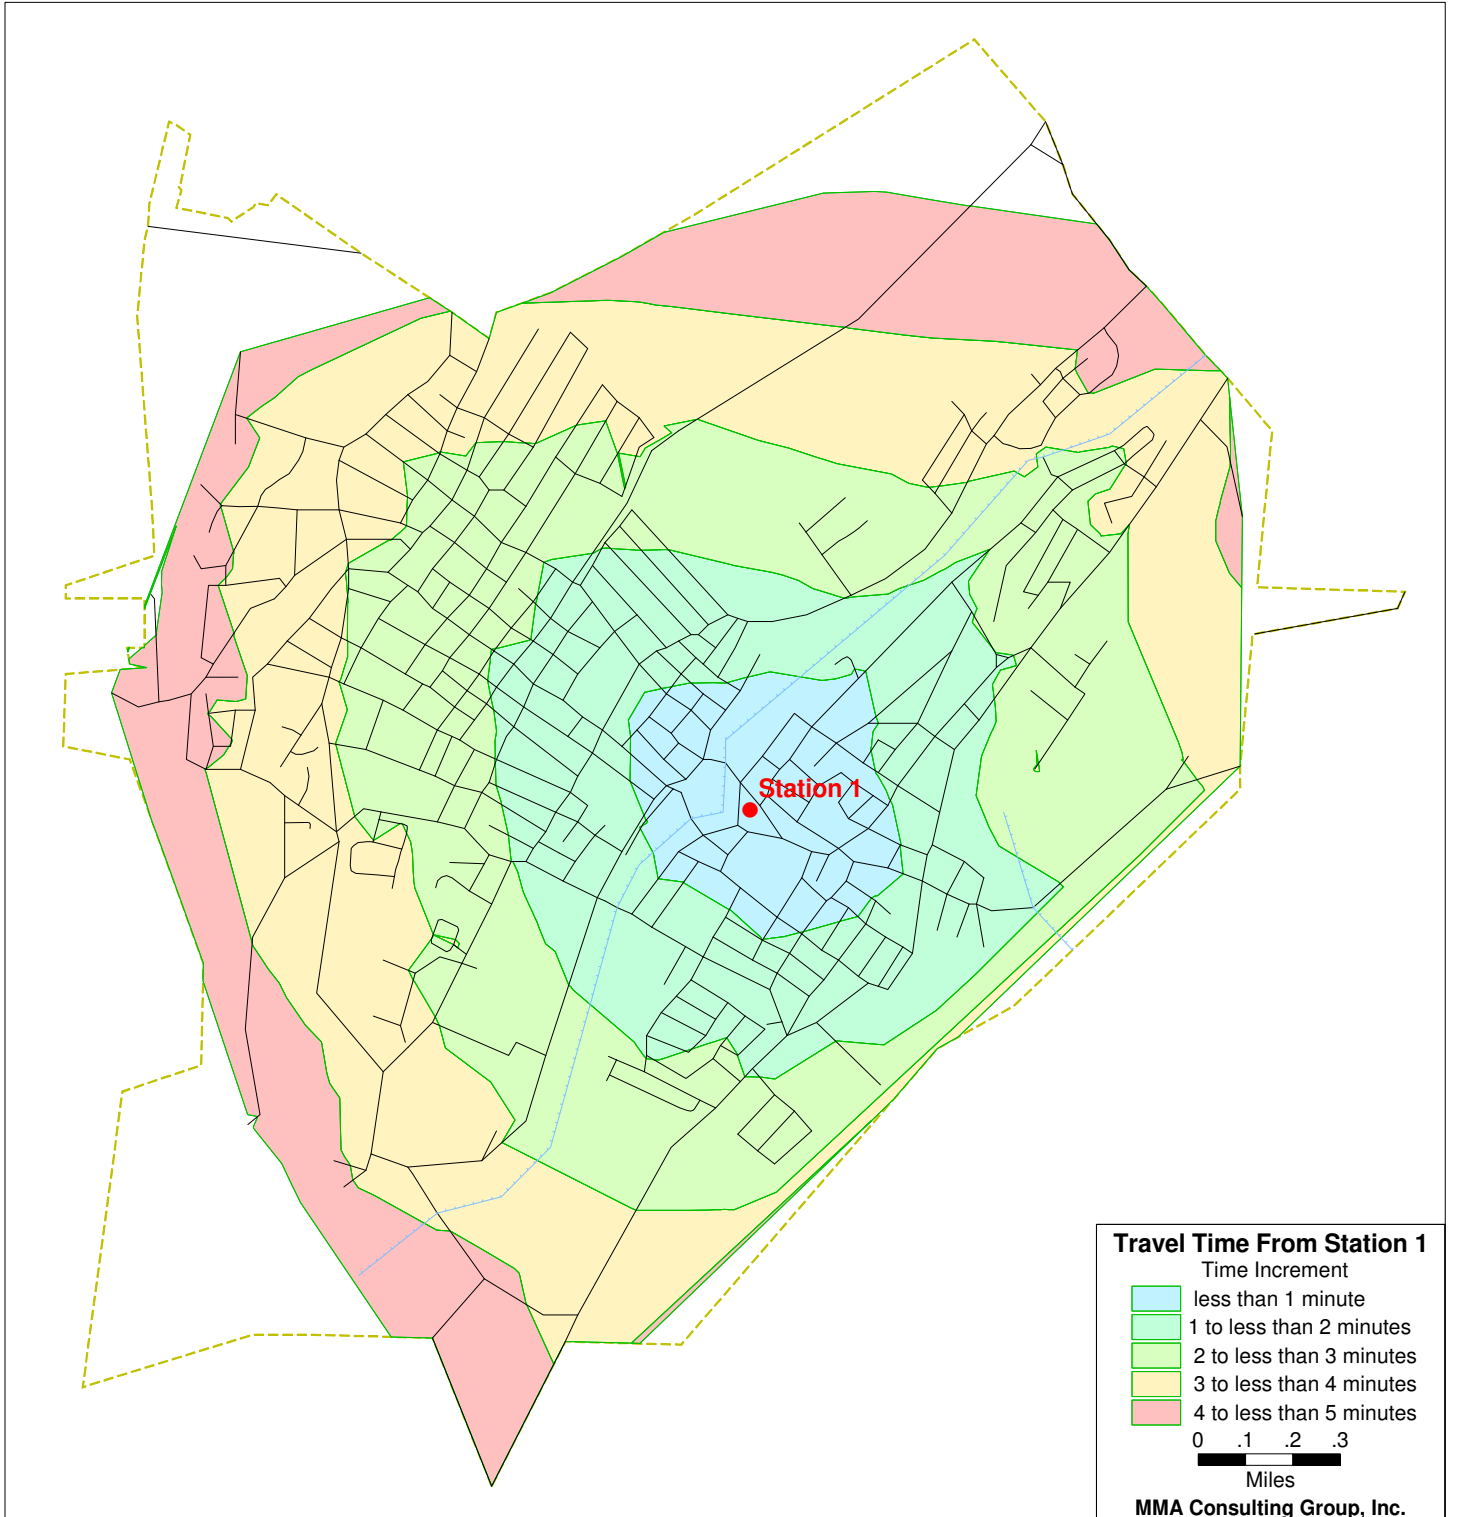 Station 1
Travel Time From Station 1
Time Increment
less than 1 minute
1 to less than 2 minutes
2 to less than 3 minutes
3 to less than 4 minutes
4 to less than 5 minutes
0 .1 .2 .3
Miles
MMA Consulting Group, Inc.